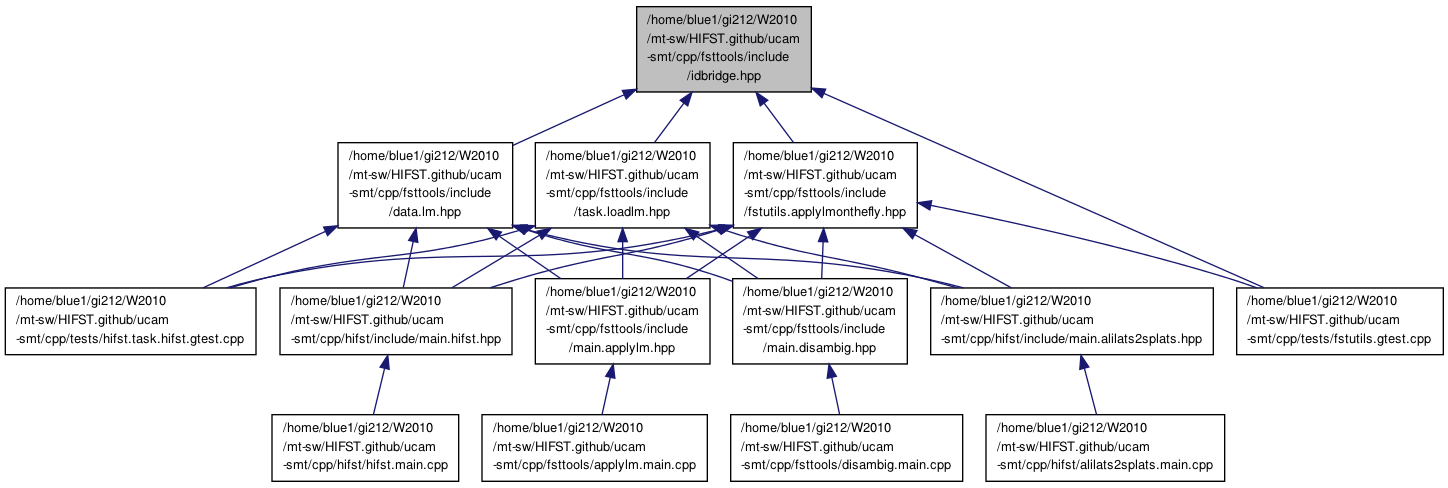 /home/blue1/gi212/W2010
/mt-sw/HIFST.github/ucam
-smt/cpp/fsttools/include
/idbridge.hpp
/home/blue1/gi212/W2010
/mt-sw/HIFST.github/ucam
-smt/cpp/fsttools/include
/data.lm.hpp
/home/blue1/gi212/W2010
/mt-sw/HIFST.github/ucam
-smt/cpp/fsttools/include
/task.loadlm.hpp
/home/blue1/gi212/W2010
/mt-sw/HIFST.github/ucam
-smt/cpp/fsttools/include
/fstutils.applylmonthefly.hpp
/home/blue1/gi212/W2010
/mt-sw/HIFST.github/ucam
-smt/cpp/tests/hifst.task.hifst.gtest.cpp
/home/blue1/gi212/W2010
/mt-sw/HIFST.github/ucam
-smt/cpp/hifst/include/main.hifst.hpp
/home/blue1/gi212/W2010
/mt-sw/HIFST.github/ucam
-smt/cpp/fsttools/include
/main.applylm.hpp
/home/blue1/gi212/W2010
/mt-sw/HIFST.github/ucam
-smt/cpp/fsttools/include
/main.disambig.hpp
/home/blue1/gi212/W2010
/mt-sw/HIFST.github/ucam
-smt/cpp/hifst/include/main.alilats2splats.hpp
/home/blue1/gi212/W2010
/mt-sw/HIFST.github/ucam
-smt/cpp/tests/fstutils.gtest.cpp
/home/blue1/gi212/W2010
/mt-sw/HIFST.github/ucam
-smt/cpp/hifst/hifst.main.cpp
/home/blue1/gi212/W2010
/mt-sw/HIFST.github/ucam
-smt/cpp/fsttools/applylm.main.cpp
/home/blue1/gi212/W2010
/mt-sw/HIFST.github/ucam
-smt/cpp/fsttools/disambig.main.cpp
/home/blue1/gi212/W2010
/mt-sw/HIFST.github/ucam
-smt/cpp/hifst/alilats2splats.main.cpp